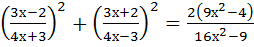 (3x−2 / 4x+3)² + (3x+2 / 4x−3)² = 2(9x²−4) / 16x²−9